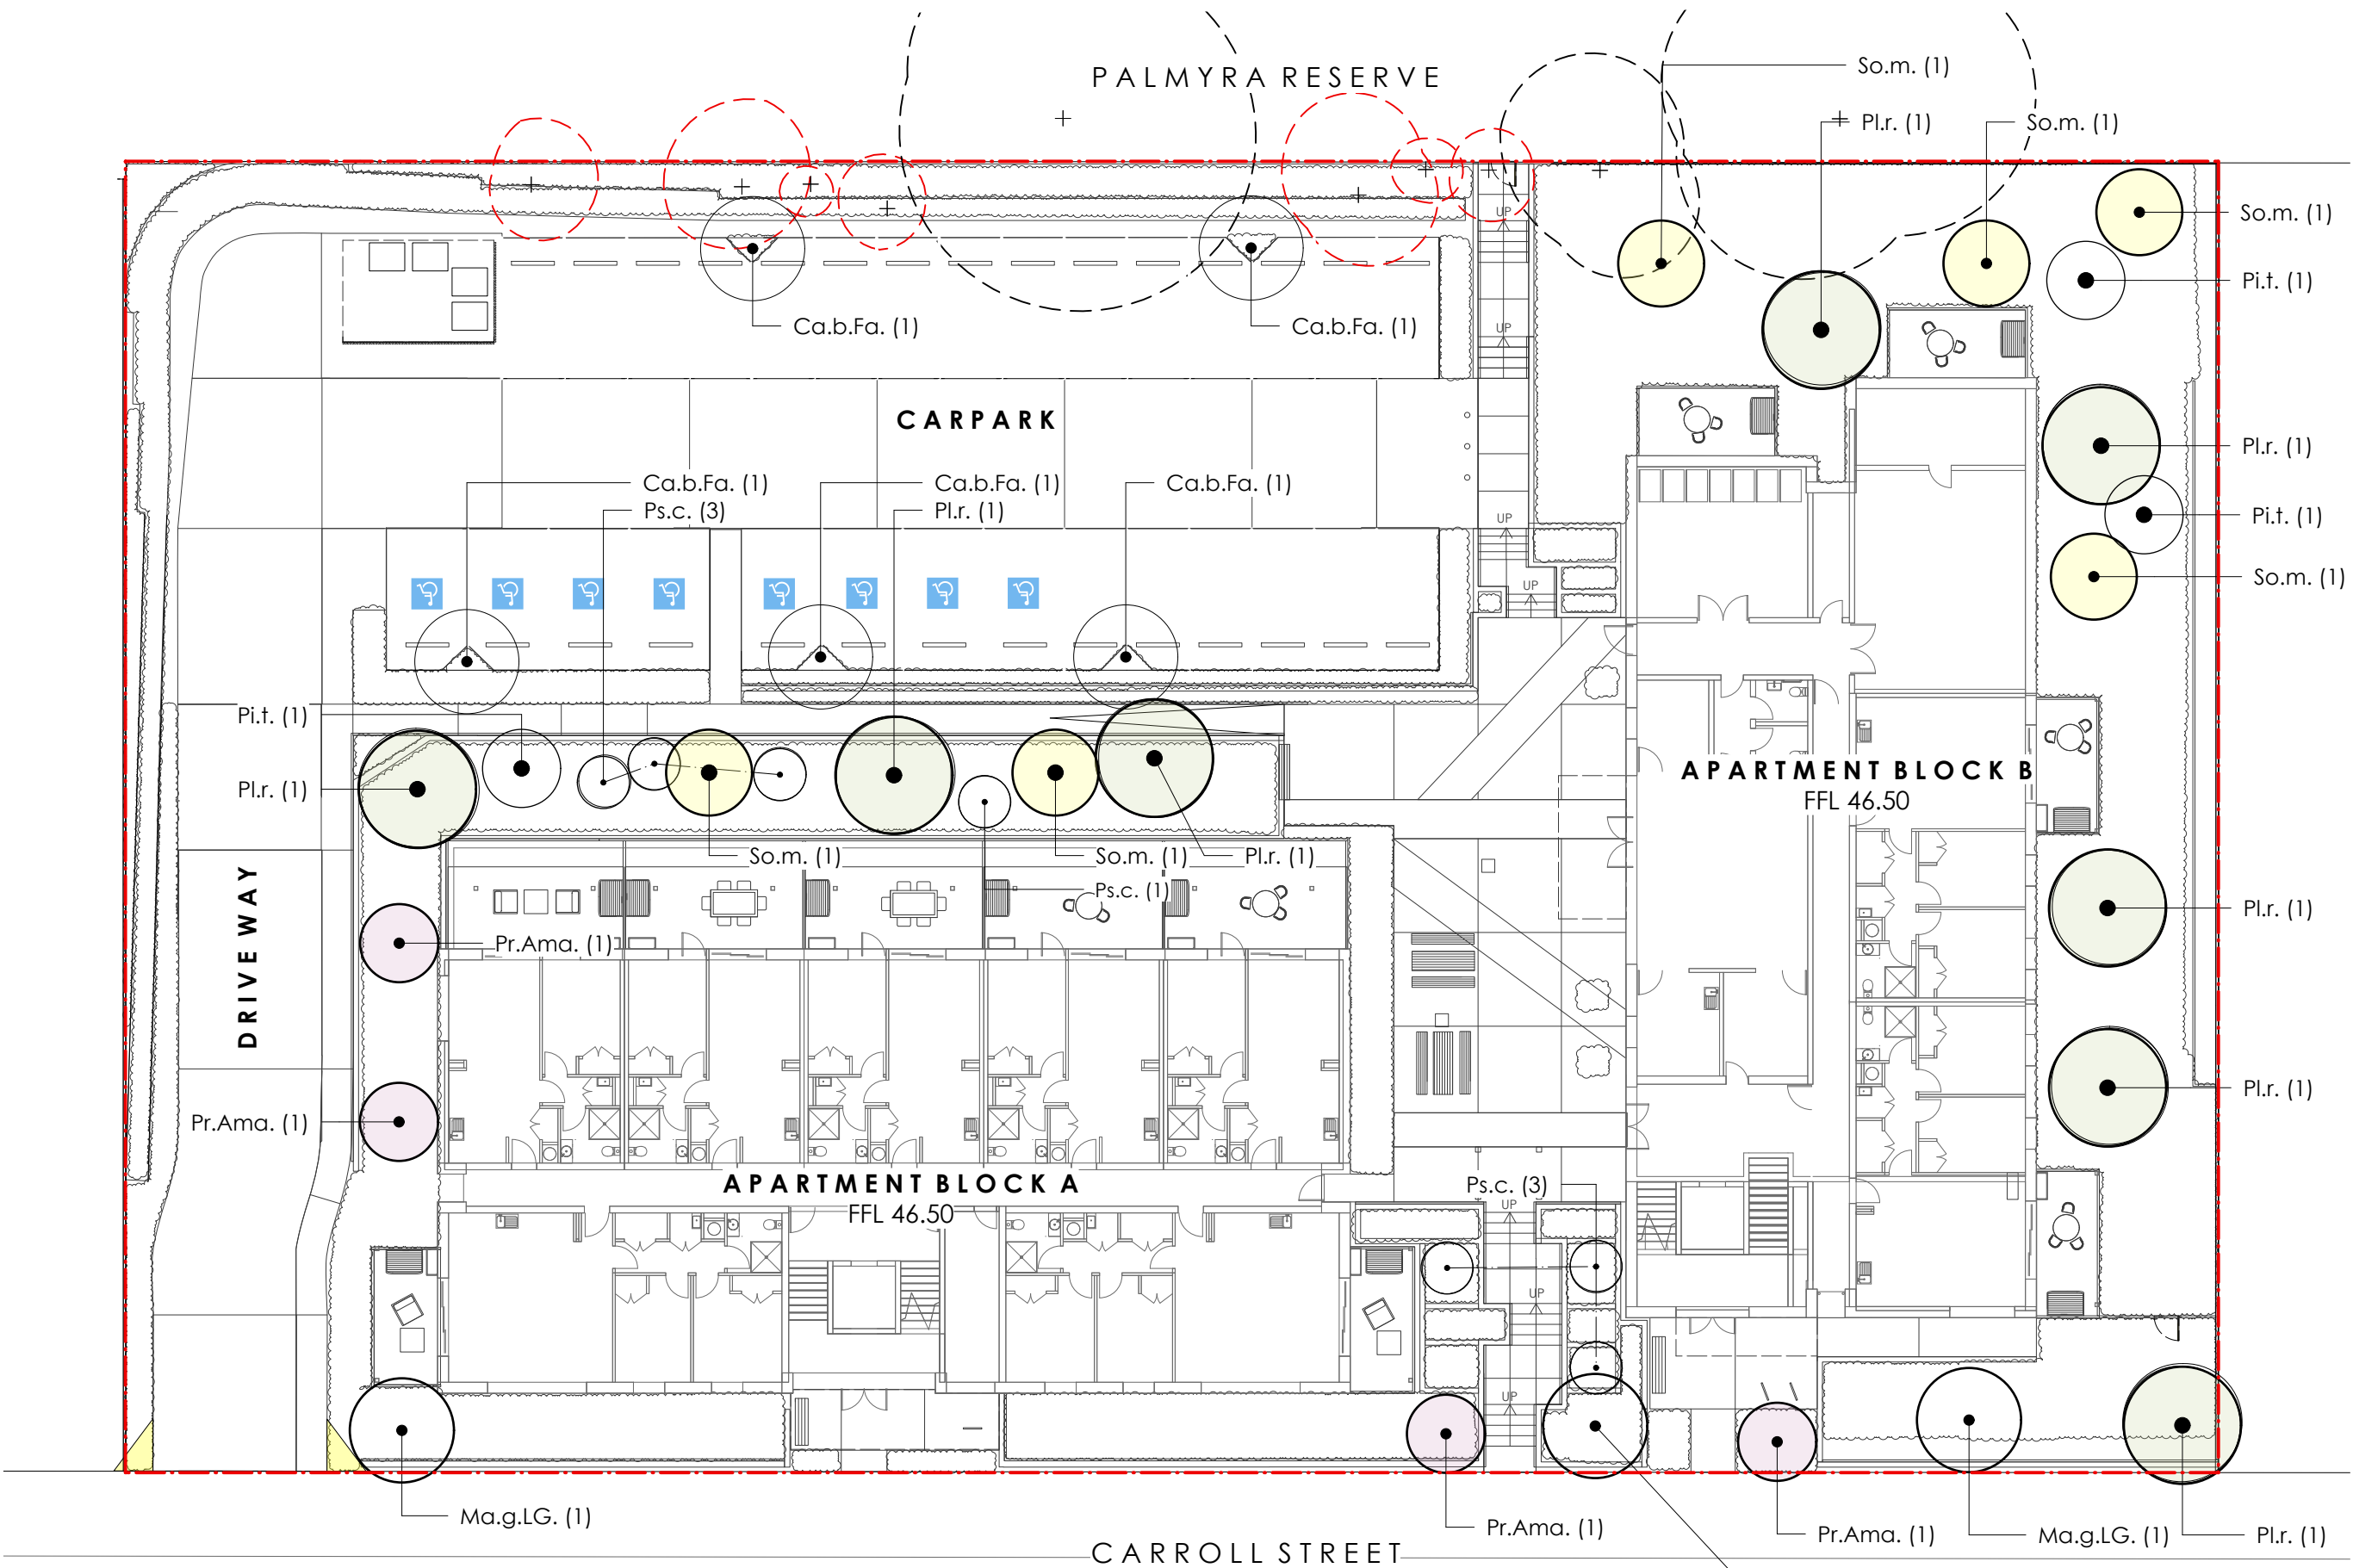 So.m. (1)
PALMYRA RESERVE
Pl.r. (1)
So.m. (1)
So.m. (1)
UP
Pi.t. (1)
Ca.b.Fa. (1)
Ca.b.Fa. (1)
UP
CARPARK
Pl.r. (1)
Ca.b.Fa. (1)
Ca.b.Fa. (1)
Ca.b.Fa. (1)
Ps.c. (3)
Pl.r. (1)
UP
Pi.t. (1)
So.m. (1)
UP
Pi.t. (1)
APARTMENT BLOCK B
FFL 46.50
Pl.r. (1)
So.m. (1)
So.m. (1)
Pl.r. (1)
Ps.c. (1)
Pl.r. (1)
DRIVE WAY
Pr.Ama. (1)
Pl.r. (1)
Pr.Ama. (1)
APARTMENT BLOCK A
FFL 46.50
Ps.c. (3)
UP
UP
UP
Ma.g.LG. (1)
Pr.Ama. (1)
Pr.Ama. (1)
Ma.g.LG. (1)
Pl.r. (1)
CARROLL STREET